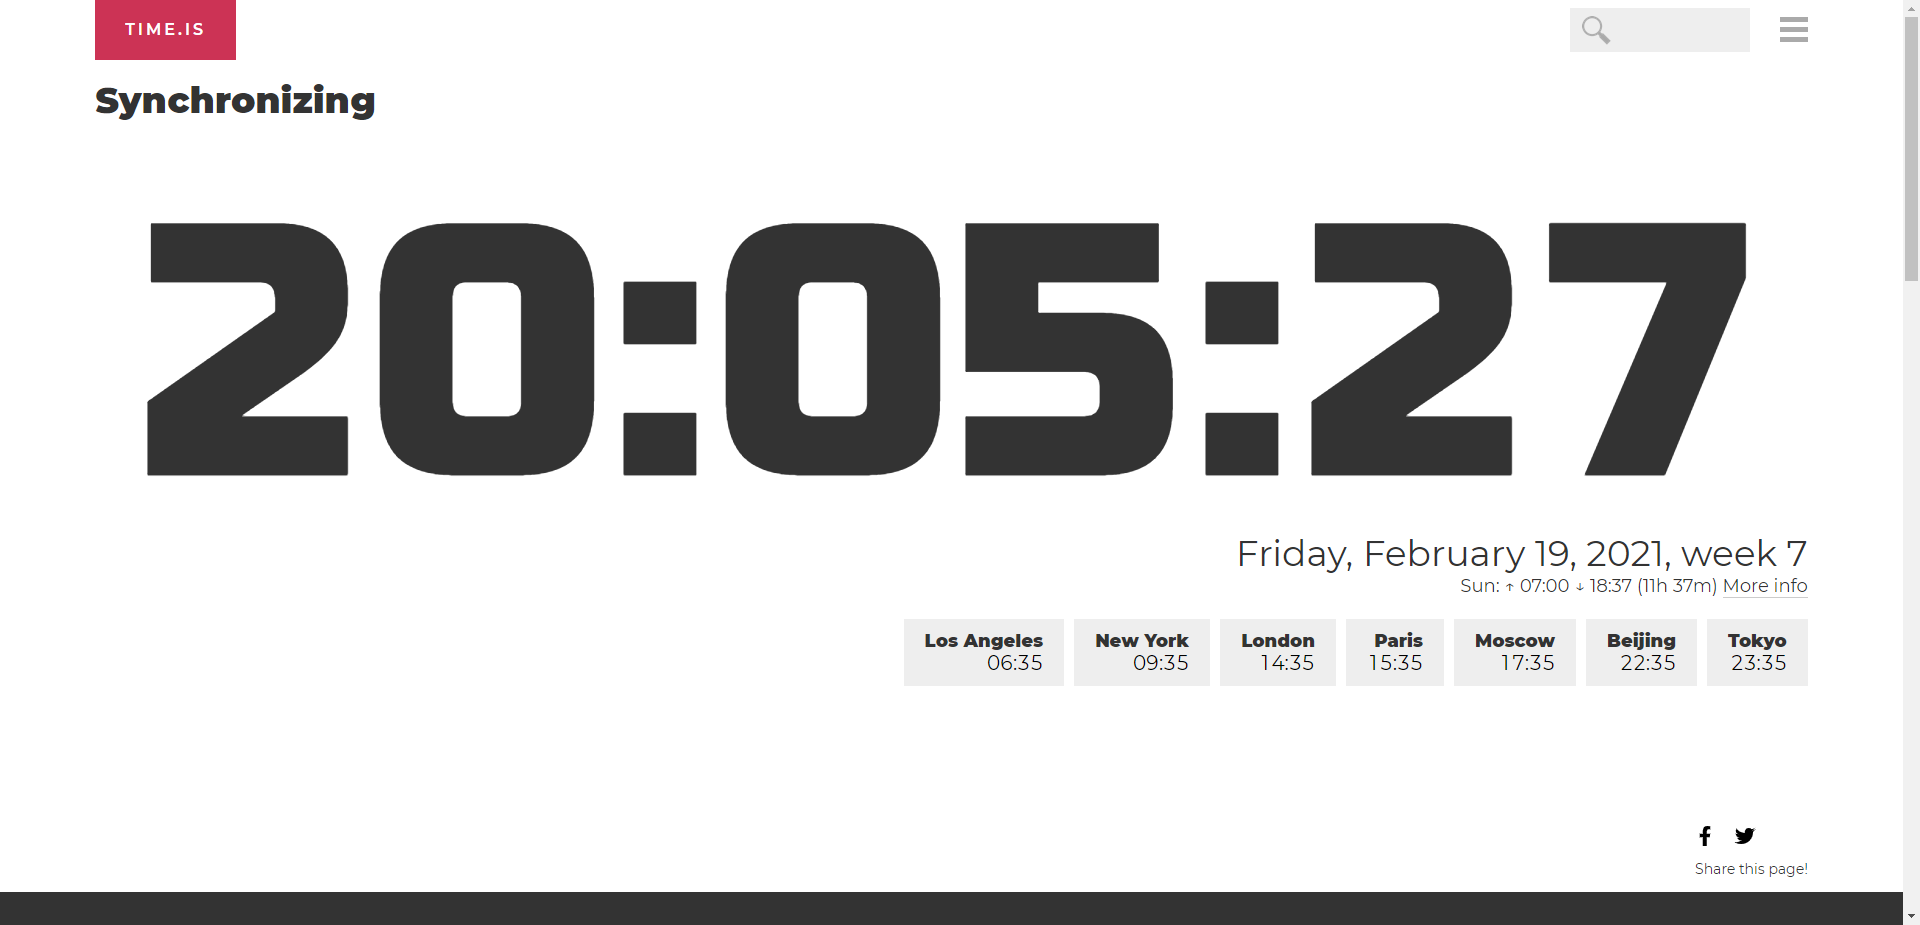 TIME.IS
Synchronizing
20:05:27
Friday, February 19, 2021, week 7
Sun: ↑ 07:00 ↓ 18:37 (11h 37m) More info
Los Angeles New York London Paris Moscow Beijing Tokyo
06:35 09:35 14:35 15:35 17:35 22:35 23:35
Share this page!